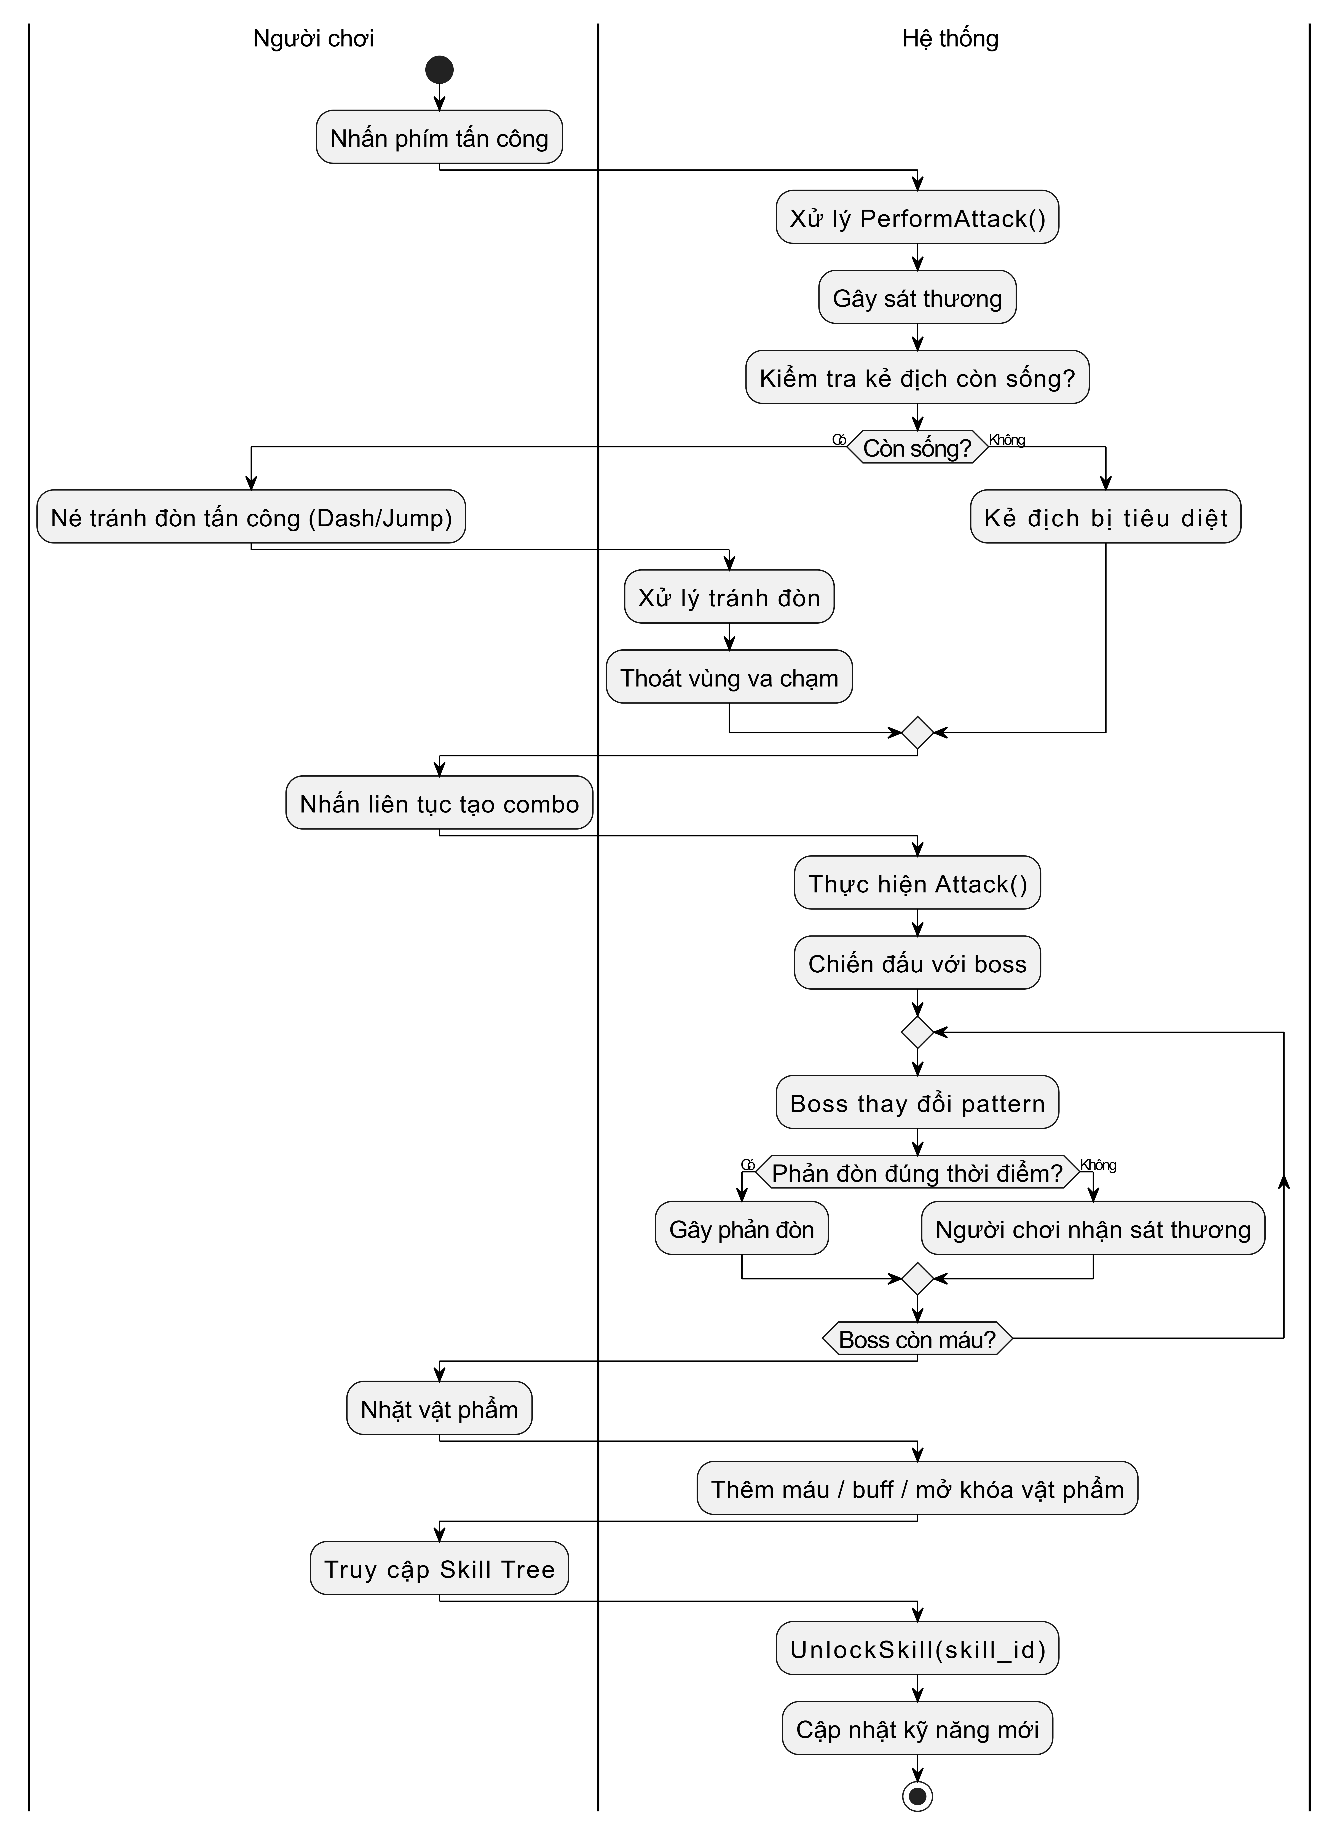 Người chơi
Hệ thống
Nhấn phím tấn công
Xử lý PerformAttack()
Gây sát thương
Kiểm tra kẻ địch còn sống?
Có
Còn sống?
Không
Né tránh đòn tấn công (Dash/Jump)
Kẻ địch bị tiêu diệt
Xử lý tránh đòn
Thoát vùng va chạm
Nhấn liên tục tạo combo
Thực hiện Attack()
Chiến đấu với boss
Boss thay đổi pattern
Có
Phản đòn đúng thời điểm?
Không
Gây phản đòn
Người chơi nhận sát thương
Boss còn máu?
Nhặt vật phẩm
Thêm máu / buff / mở khóa vật phẩm
Truy cập Skill Tree
UnlockSkill(skill_id)
Cập nhật kỹ năng mới